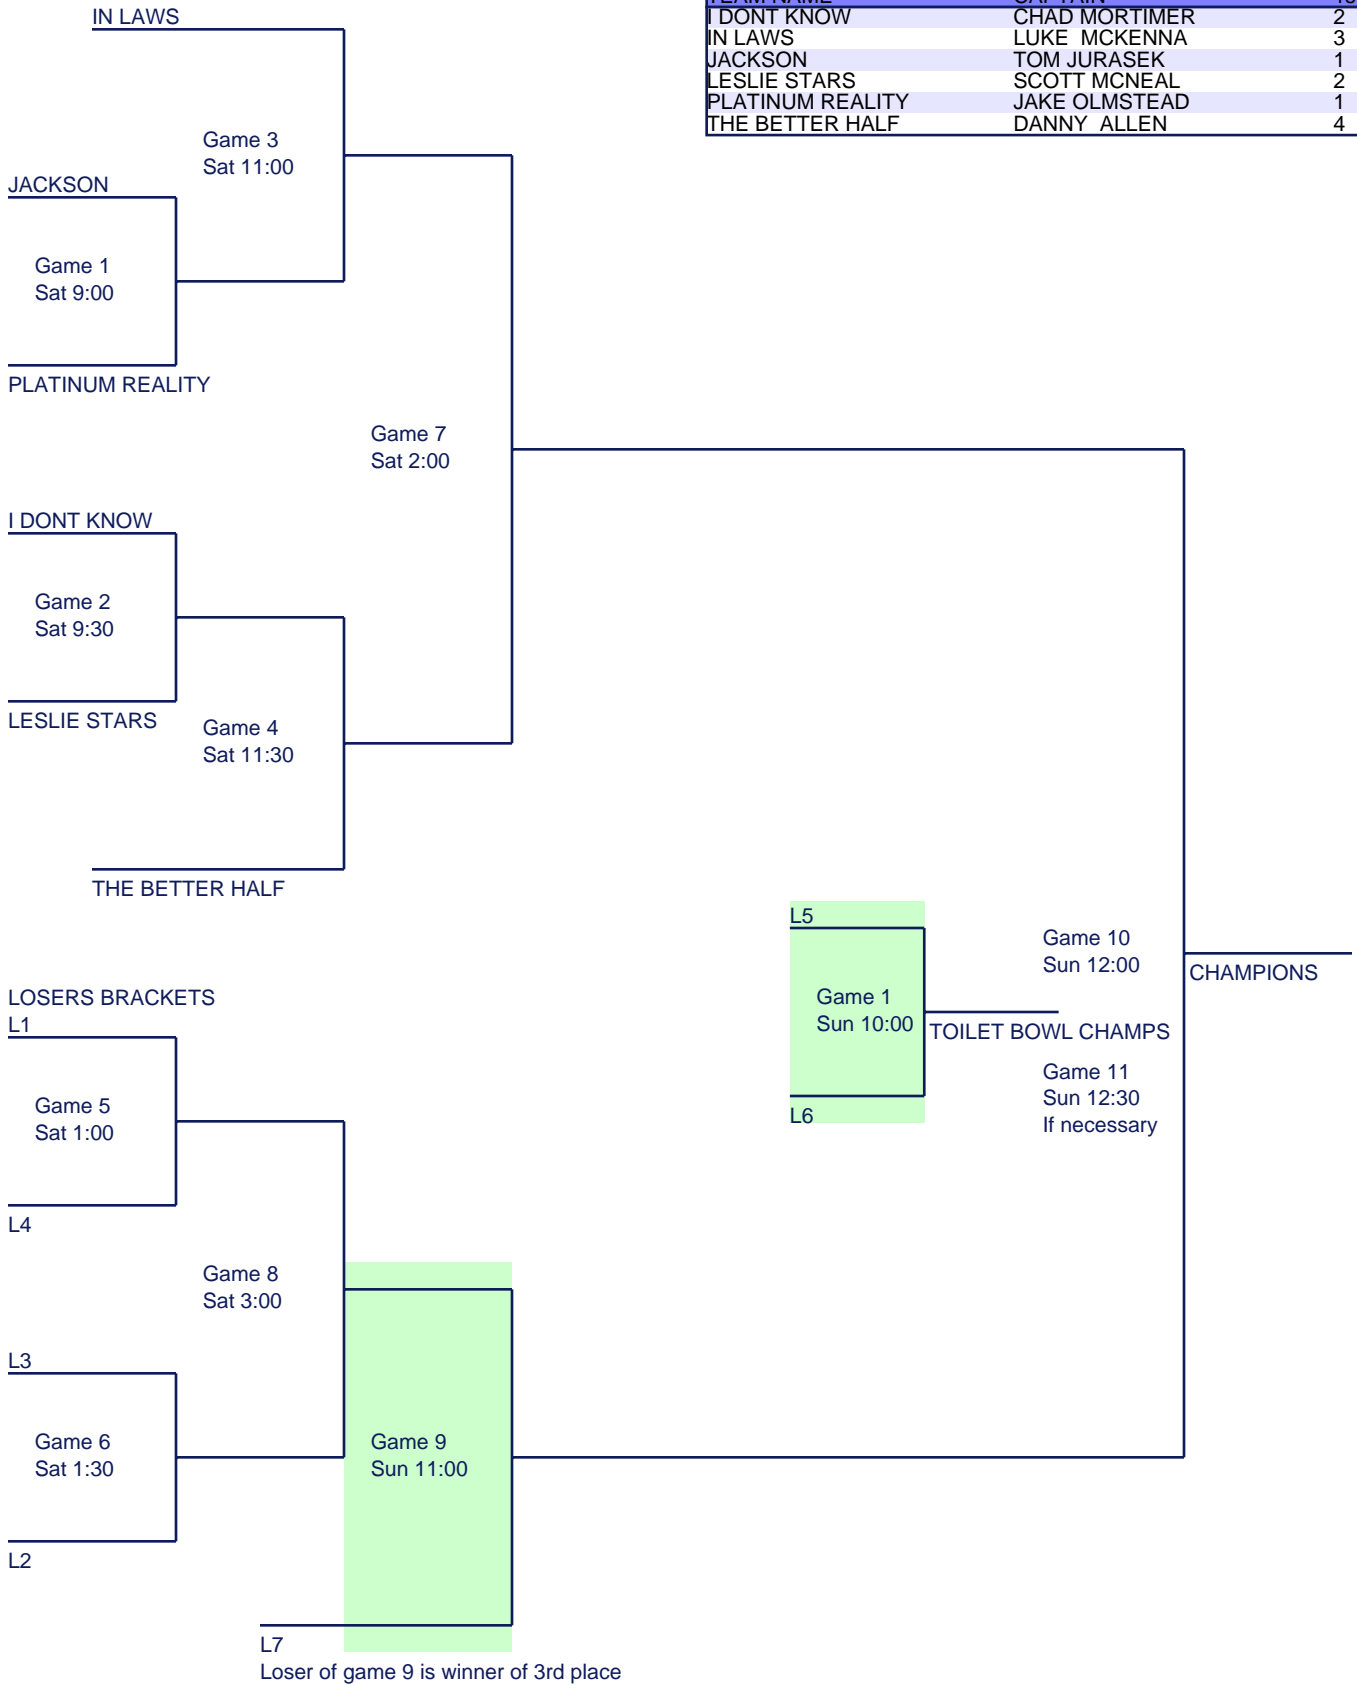 IN LAWS
TEAM NAME CAPTAIN
I DONT KNOW CHAD MORTIMER 2
IN LAWS LUKE MCKENNA 3
JACKSON TOM JURASEK 1
LESLIE STARS SCOTT MCNEAL 2
PLATINUM REALITY JAKE OLMSTEAD 1
THE BETTER HALF DANNY ALLEN 4
Game 3
Sat 11:00
JACKSON
Game 1
Sat 9:00
PLATINUM REALITY
Game 7
Sat 2:00
I DONT KNOW
Game 2
Sat 9:30
LESLIE STARS
Game 4
Sat 11:30
THE BETTER HALF
L5
Game 10
Sun 12:00
CHAMPIONS
Game 1
Sun 10:00
TOILET BOWL CHAMPS
Game 11
Sun 12:30
If necessary
L6
LOSERS BRACKETS
L1
Game 5
Sat 1:00
L4
Game 8
Sat 3:00
L3
Game 6
Sat 1:30
Game 9
Sun 11:00
L2
L7
Loser of game 9 is winner of 3rd place